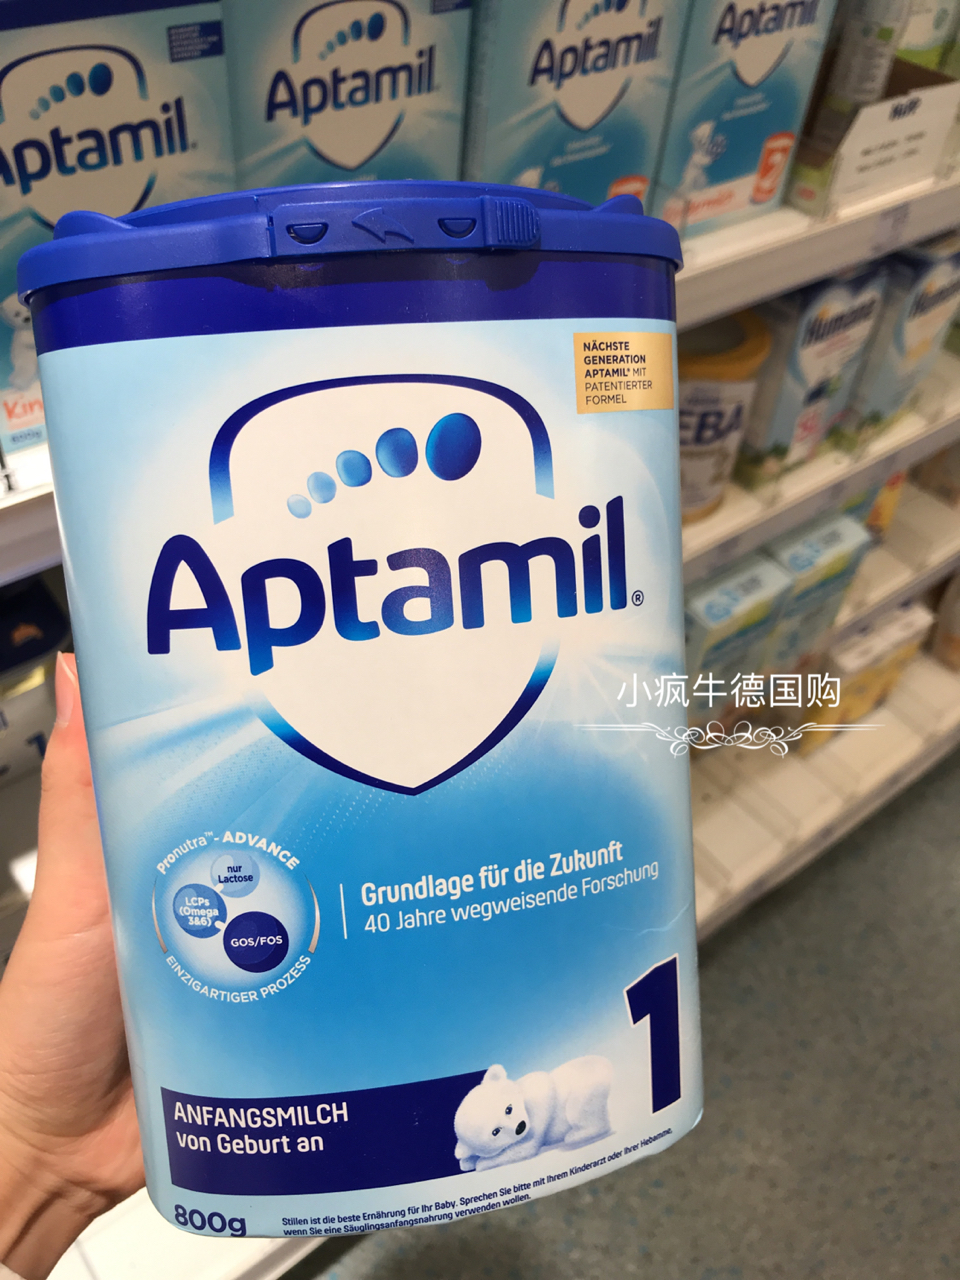 Aptamil
Aptamil
Aptamil
Aptamil
2
Humana
NÄCHSTE
GENERATION
APTAMIL® MIT
PATENTIERTER
FORMEL
Aptamil®
小疯牛德国购
Pronutra™-ADVANCE
nur
Lactose
LCPs
(Omega
3&6)
GOS/FOS
EINZIGARTIGER PROZESS
Grundlage für die Zukunft
40 Jahre wegweisende Forschung
1
ANFANGSMILCH
von Geburt an
800g
Stillen ist die beste Ernährung für Ihr Baby. Sprechen Sie bitte mit Ihrem Kinderarzt oder Ihrer Hebamme,
wenn Sie eine Säuglingsanfangsnahrung verwenden wollen.